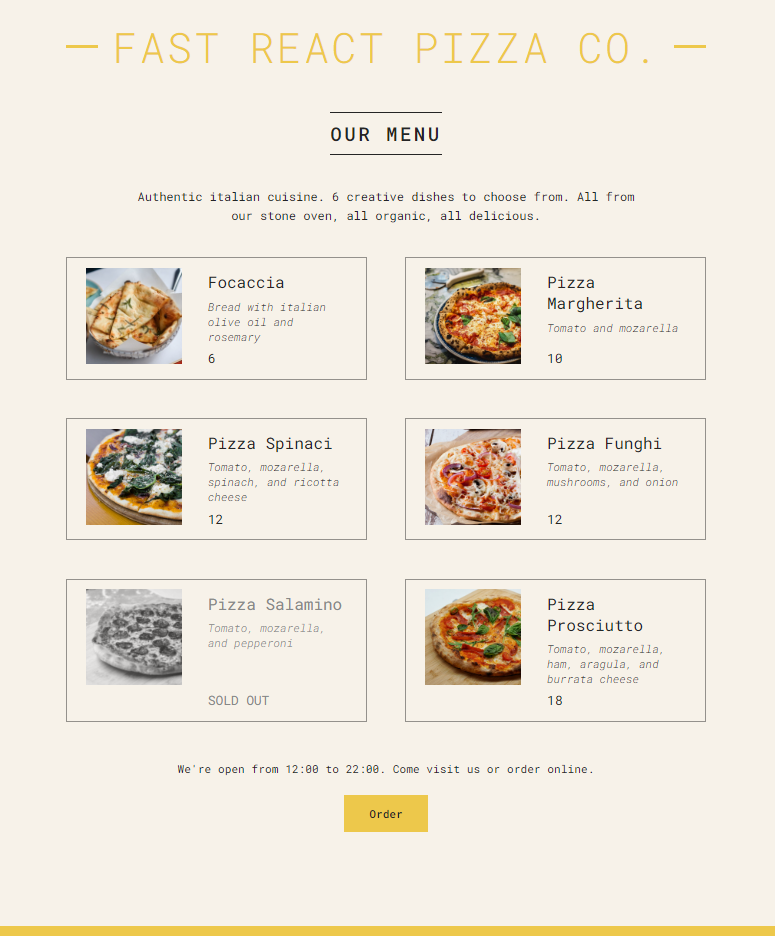 FAST REACT PIZZA CO.
OUR MENU
Authentic italian cuisine. 6 creative dishes to choose from. All from
our stone oven, all organic, all delicious.
Focaccia
Bread with italian
olive oil and
rosemary
6
Pizza
Margherita
Tomato and mozarella
10
Pizza Spinaci
Tomato, mozarella,
spinach, and ricotta
cheese
12
Pizza Funghi
Tomato, mozarella,
mushrooms, and onion
12
Pizza Salamino
Tomato, mozarella,
and pepperoni
SOLD OUT
Pizza
Prosciutto
Tomato, mozarella,
ham, aragula, and
burrata cheese
18
We're open from 12:00 to 22:00. Come visit us or order online.
Order